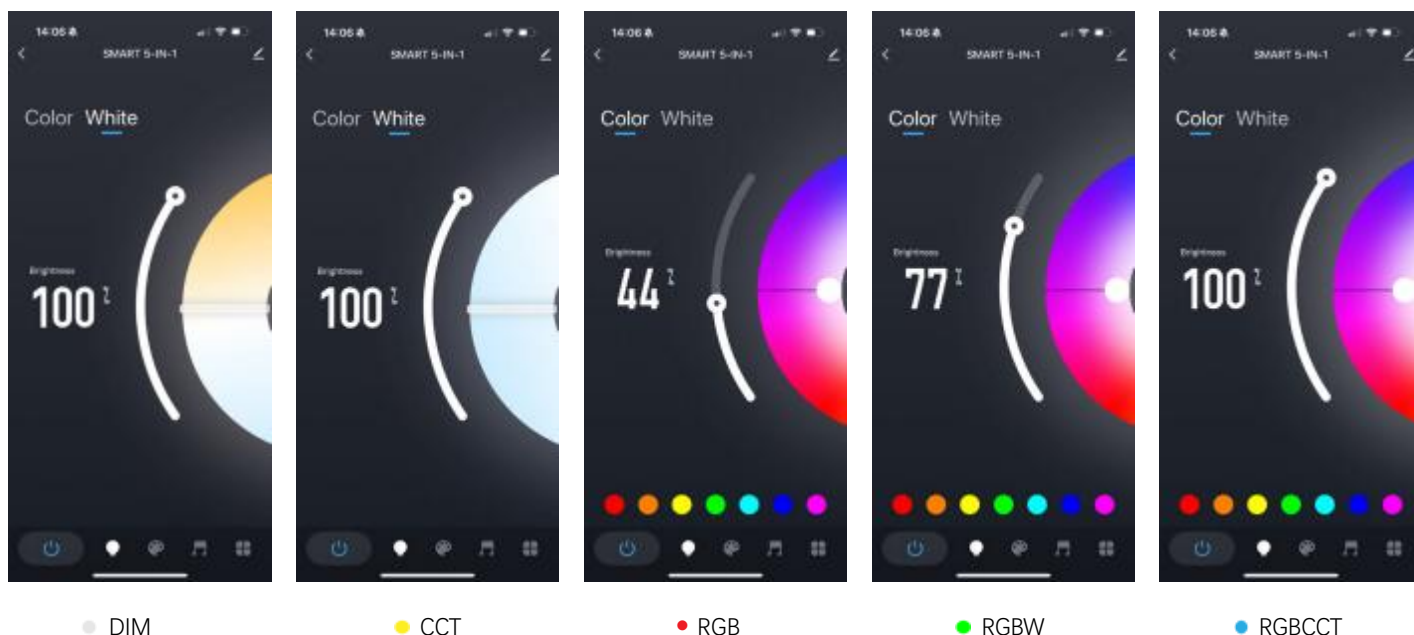 14:06
SMART 5-IN-1
Color White
Brightness
100 %
DIM
14:06
SMART 5-IN-1
Color White
Brightness
100 %
CCT
14:06
SMART 5-IN-1
Color White
Brightness
44 %
RGB
14:06
SMART 5-IN-1
Color White
Brightness
77 %
RGBW
14:06
SMART 5-IN-1
Color White
Brightness
100 %
RGBCCT